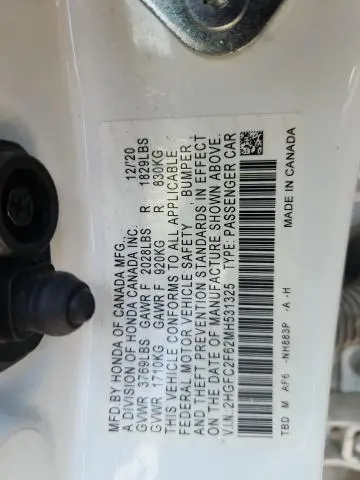 MFD. BY HONDA OF CANADA MFG., 12/'20
A DIVISION OF HONDA CANADA INC.
GVWR 3769LBS GAWR F 2028LBS R 1829LBS
GVWR 1710KG GAWR F 920KG R 830KG
THIS VEHICLE CONFORMS TO ALL APPLICABLE
FEDERAL MOTOR VEHICLE SAFETY, BUMPER,
AND THEFT PREVENTION STANDARDS IN EFFECT
ON THE DATE OF MANUFACTURE SHOWN ABOVE.
V.I.N.: 2HGFC2F62MH531325 TYPE: PASSENGER CAR
TBD M AF6 -NH883P -A -H MADE IN CANADA